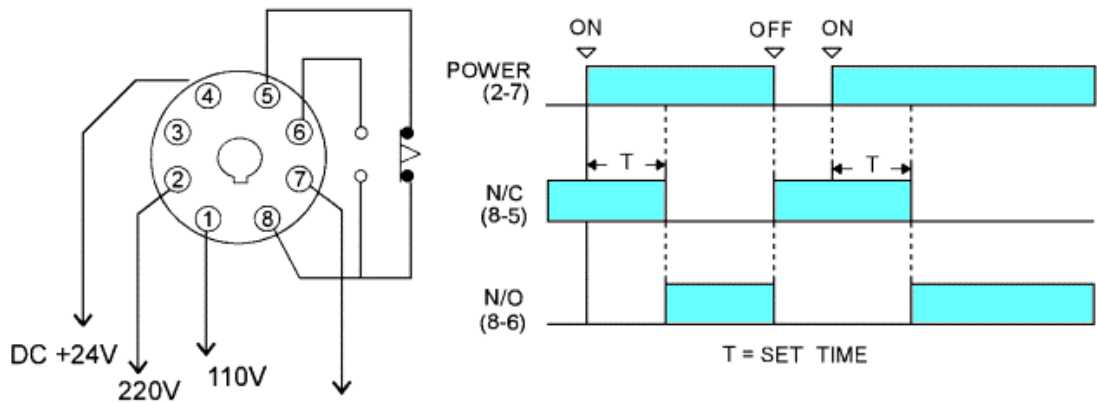 4
5
3
6
2
7
1
8
DC +24V
220V
110V
ON
OFF
ON
POWER
(2-7)
T
T
N/C
(8-5)
N/O
(8-6)
T = SET TIME